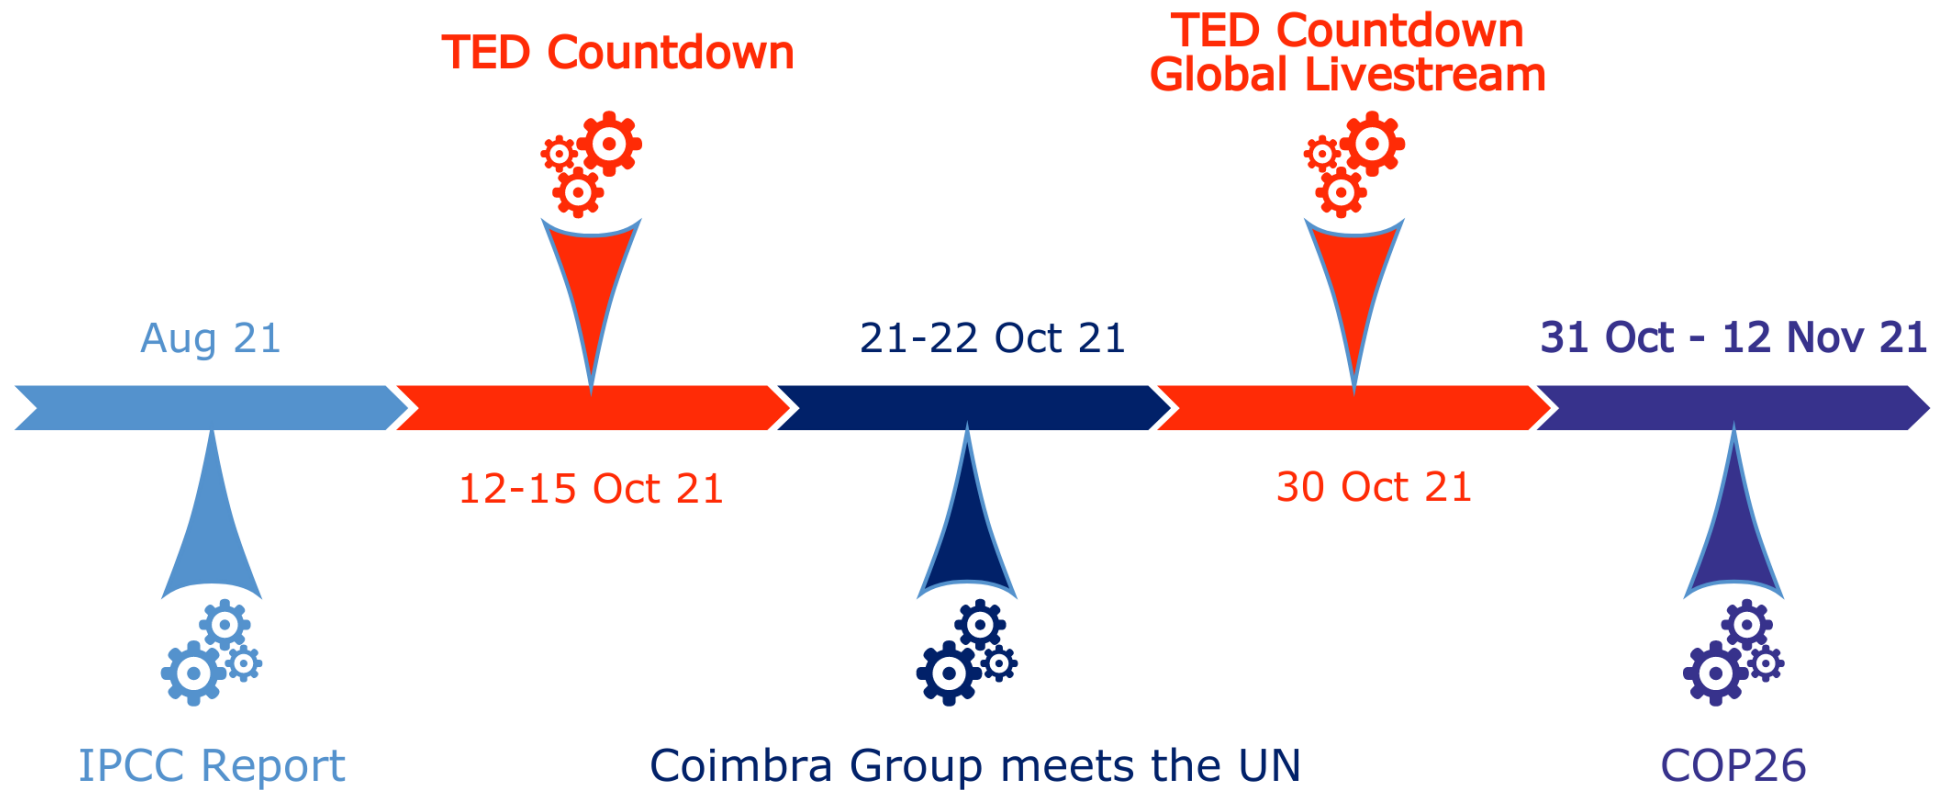 TED Countdown
TED Countdown
Global Livestream
Aug 21
21-22 Oct 21
31 Oct - 12 Nov 21
12-15 Oct 21
30 Oct 21
IPCC Report
Coimbra Group meets the UN
COP26